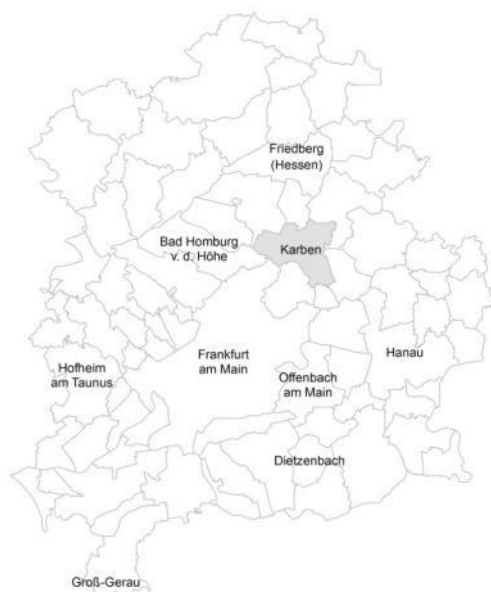 Friedberg
(Hessen)
Bad Homburg
v. d. Höhe
Karben
Frankfurt
am Main
Hanau
Hofheim
am Taunus
Offenbach
am Main
Dietzenbach
Groß-Gerau